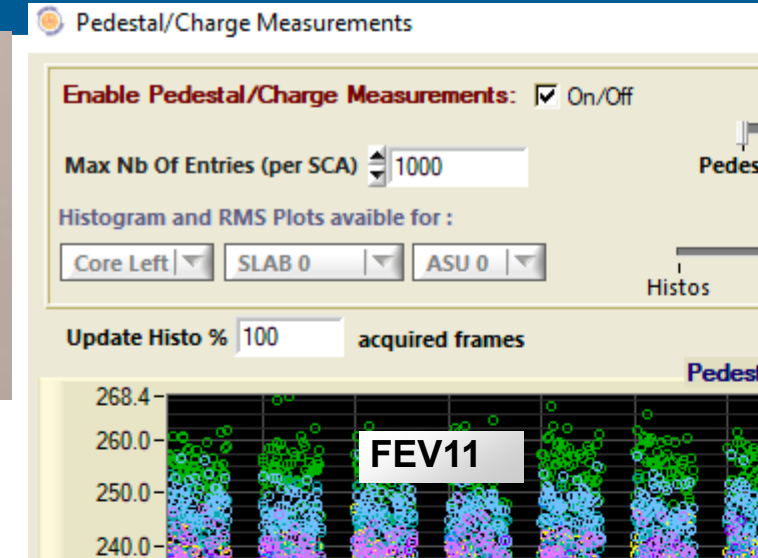 Pedestal/Charge Measurements
Enable Pedestal/Charge Measurements: On/Off
Max Nb Of Entries (per SCA) 1000
Pedes
Histogram and RMS Plots avaible for :
Core Left SLAB 0 ASU 0
Histos
Update Histo % 100 acquired frames
Pedest
268.4
260.0
FEV11
250.0
240.0